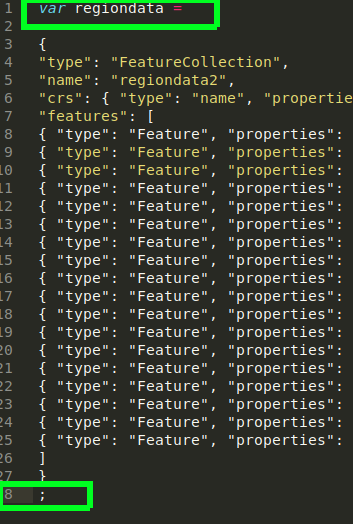 1 var regiondata =
2
3 {
4 "type": "FeatureCollection",
5 "name": "regiondata2",
6 "crs": { "type": "name", "propertie
7 "features": [
8 { "type": "Feature", "properties":
9 { "type": "Feature", "properties":
10 { "type": "Feature", "properties":
11 { "type": "Feature", "properties":
12 { "type": "Feature", "properties":
13 { "type": "Feature", "properties":
14 { "type": "Feature", "properties":
15 { "type": "Feature", "properties":
16 { "type": "Feature", "properties":
17 { "type": "Feature", "properties":
18 { "type": "Feature", "properties":
19 { "type": "Feature", "properties":
20 { "type": "Feature", "properties":
21 { "type": "Feature", "properties":
22 { "type": "Feature", "properties":
23 { "type": "Feature", "properties":
24 { "type": "Feature", "properties":
25 { "type": "Feature", "properties":
26 ]
27 }
8 ;